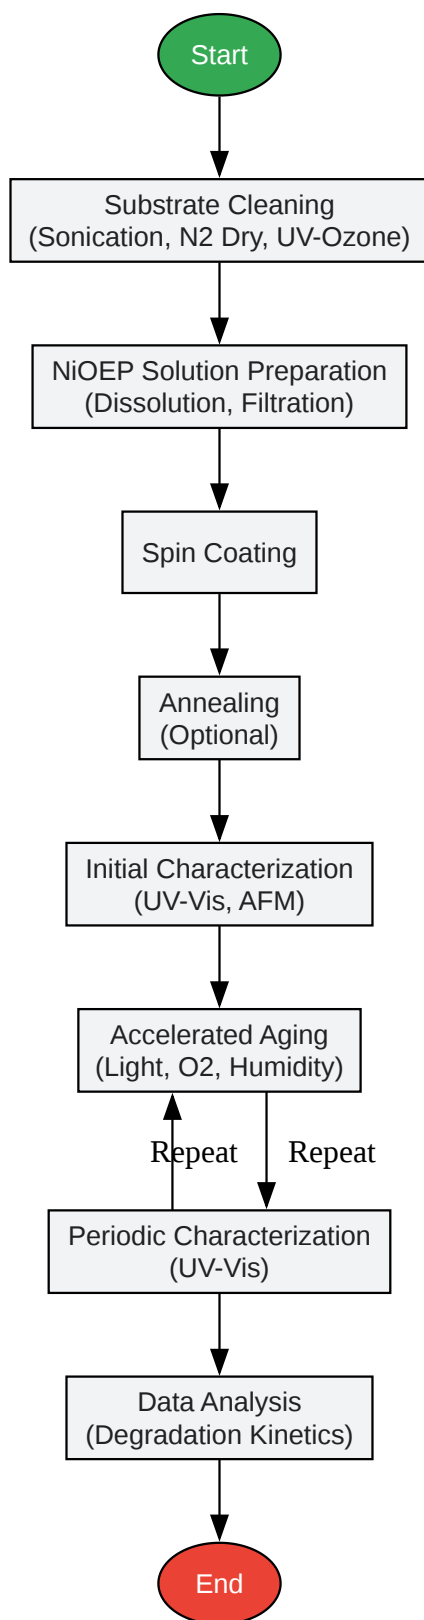 Start
Substrate Cleaning
(Sonication, N2 Dry, UV-Ozone)
NiOEP Solution Preparation
(Dissolution, Filtration)
Spin Coating
Annealing
(Optional)
Initial Characterization
(UV-Vis, AFM)
Accelerated Aging
(Light, O2, Humidity)
Repeat
Repeat
Periodic Characterization
(UV-Vis)
Data Analysis
(Degradation Kinetics)
End